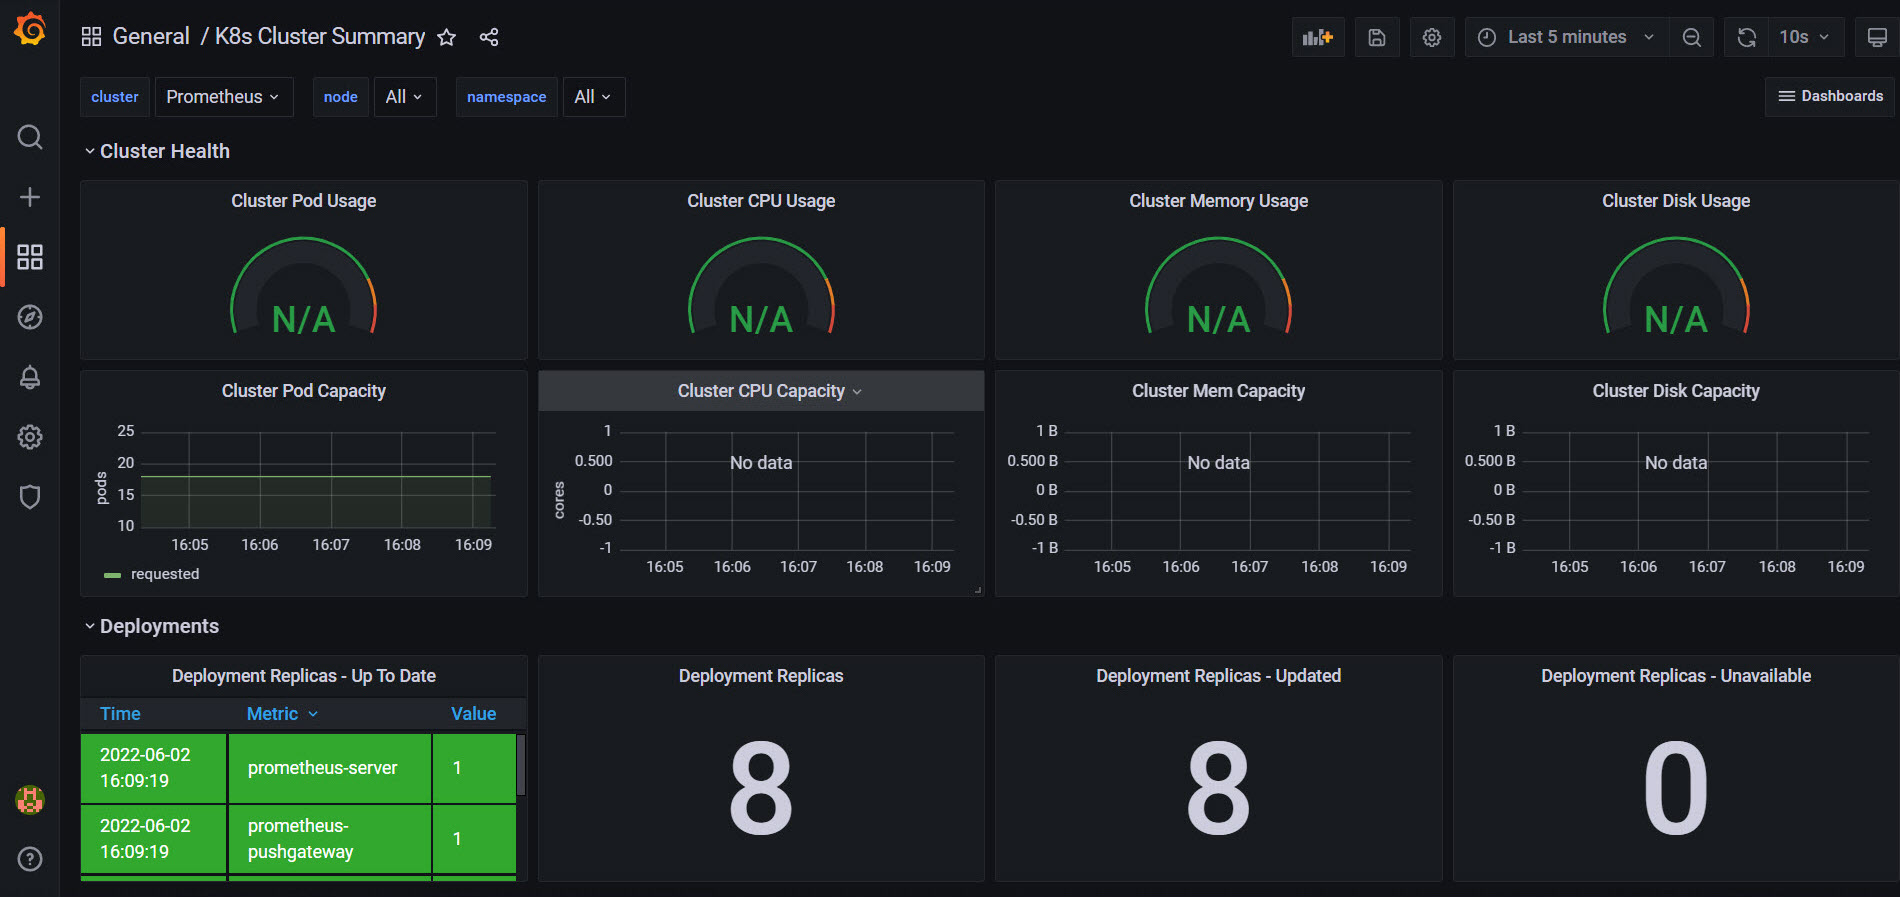 General / K8s Cluster Summary
Last 5 minutes
10s
cluster Prometheus
node All
namespace All
Dashboards
Cluster Health
Cluster Pod Usage
N/A
Cluster CPU Usage
N/A
Cluster Memory Usage
N/A
Cluster Disk Usage
N/A
Cluster Pod Capacity
25
20
15
10
pods
16:05 16:06 16:07 16:08 16:09
requested
Cluster CPU Capacity
1
0.500
0
-0.50
-1
cores
No data
16:05 16:06 16:07 16:08 16:09
Cluster Mem Capacity
1 B
0.500 B
0 B
-0.50 B
-1 B
No data
16:05 16:06 16:07 16:08 16:09
Cluster Disk Capacity
1 B
0.500 B
0 B
-0.50 B
-1 B
No data
16:05 16:06 16:07 16:08 16:09
Deployments
Deployment Replicas - Up To Date
Time Metric Value
2022-06-02
16:09:19
prometheus-server
1
2022-06-02
16:09:19
prometheus-
pushgateway
1
Deployment Replicas
8
Deployment Replicas - Updated
8
Deployment Replicas - Unavailable
0